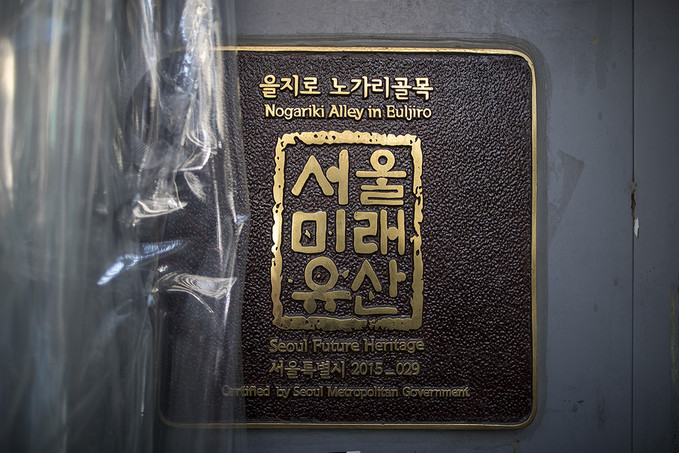 을지로 노가리골목
Nogariki Alley in Euljiro
서울
미래
유산
Seoul Future Heritage
서울특별시 2015_029
Certified by Seoul Metropolitan Government